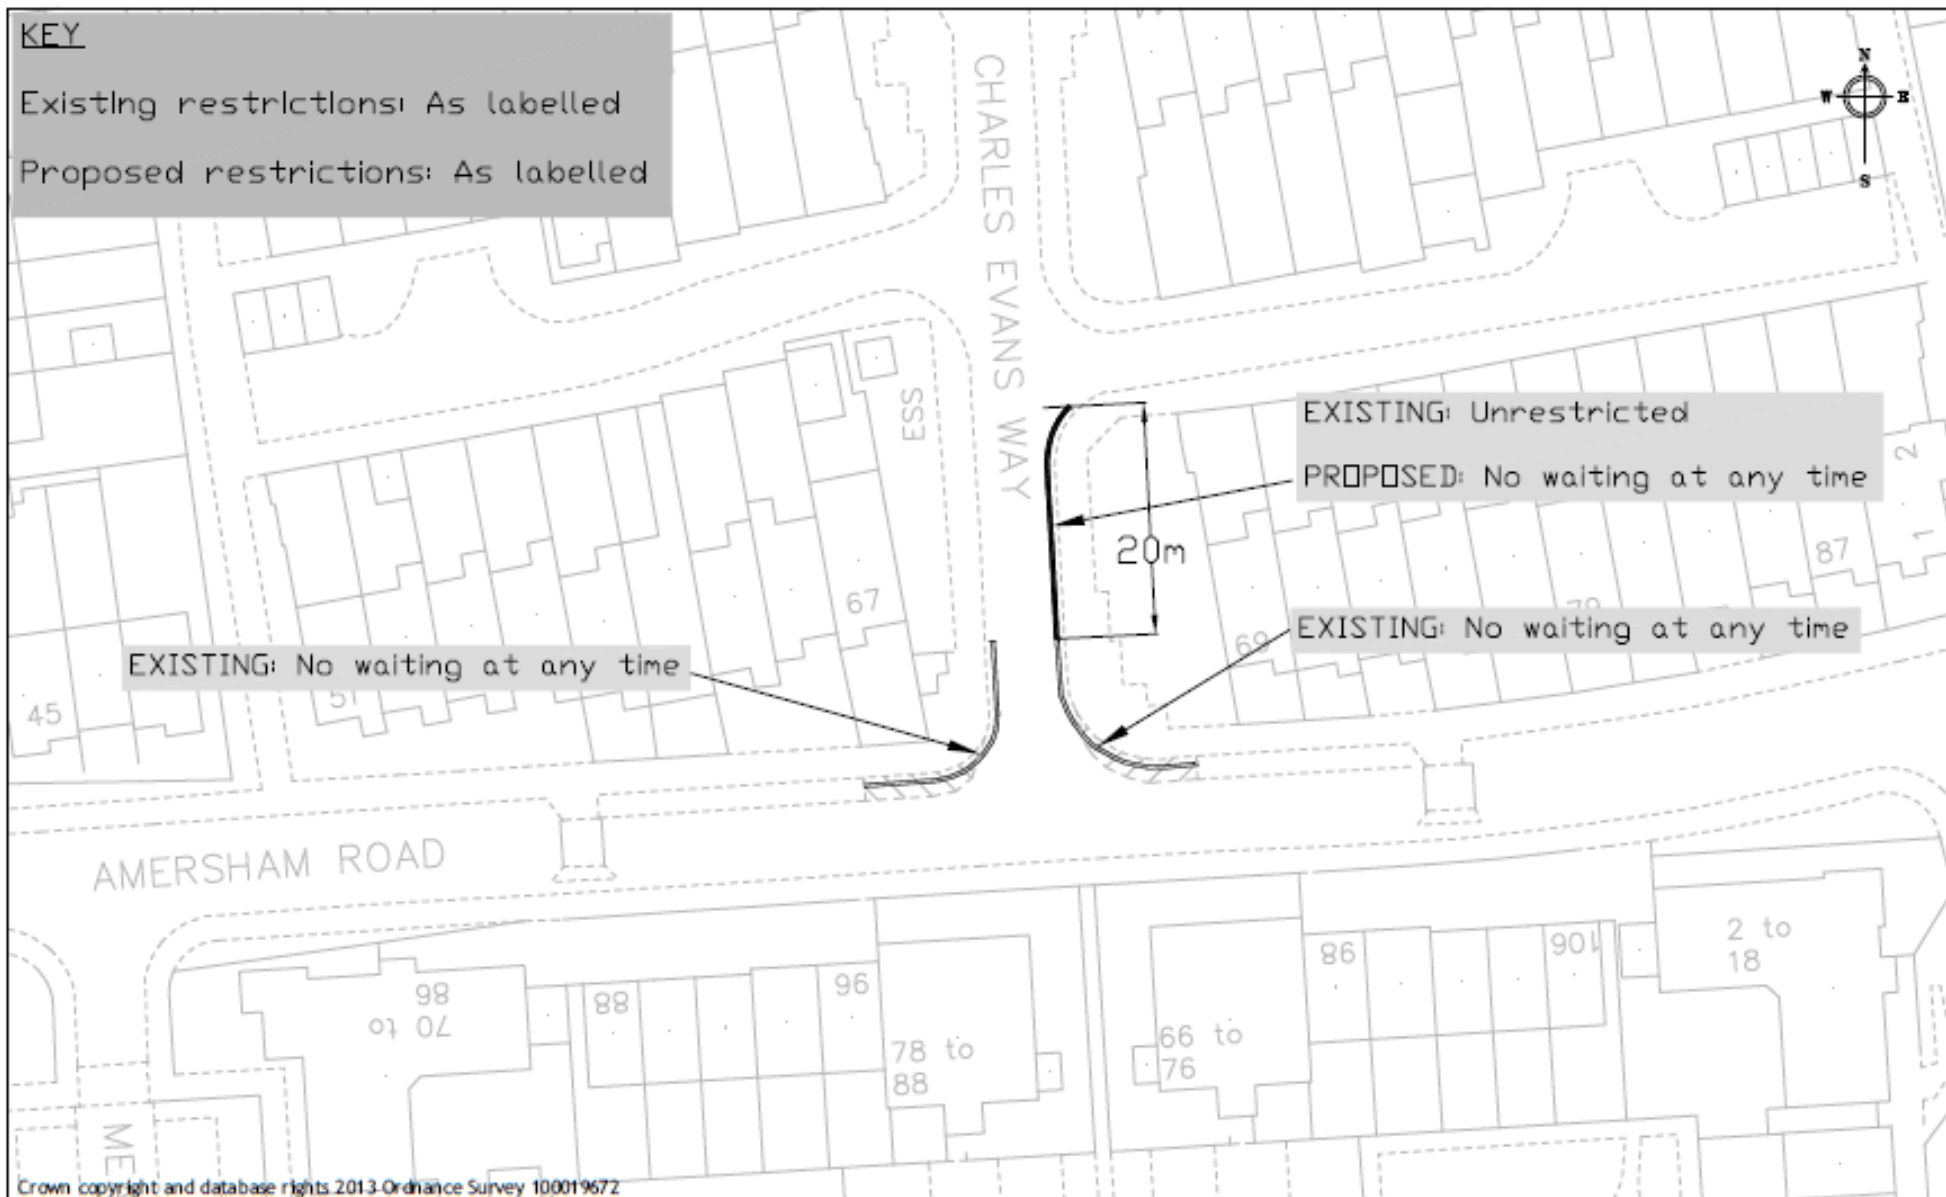 KEY
Existing restrictions: As labelled
Proposed restrictions: As labelled
N
W E
S
CHARLES EVANS WAY
ESS
EXISTING: Unrestricted
PROPOSED: No waiting at any time
20m
2
1
87
67
69
EXISTING: No waiting at any time
EXISTING: No waiting at any time
45
AMERSHAM ROAD
70 to
86
88
96
78 to
88
66 to
76
98
106
2 to
18
ME
Crown copyright and database rights 2013 Ordnance Survey 100019672